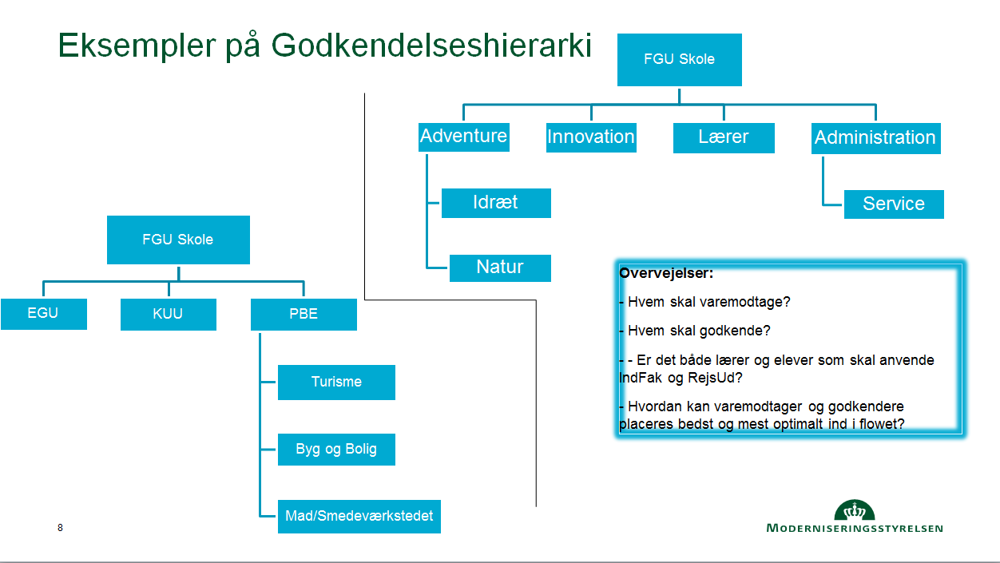 Eksempler på Godkendelseshierarki
FGU Skole
Adventure
Innovation
Lærer
Administration
Idræt
Service
Natur
FGU Skole
EGU
KUU
PBE
Turisme
Byg og Bolig
Mad/Smedeværkstedet
Overvejelser:
- Hvem skal varemodtage?
- Hvem skal godkende?
- - Er det både lærer og elever som skal anvende
IndFak og RejsUd?
- Hvordan kan varemodtager og godkendere
placeres bedst og mest optimalt ind i flowet?
8
MODERNISERINGSSTYRELSEN